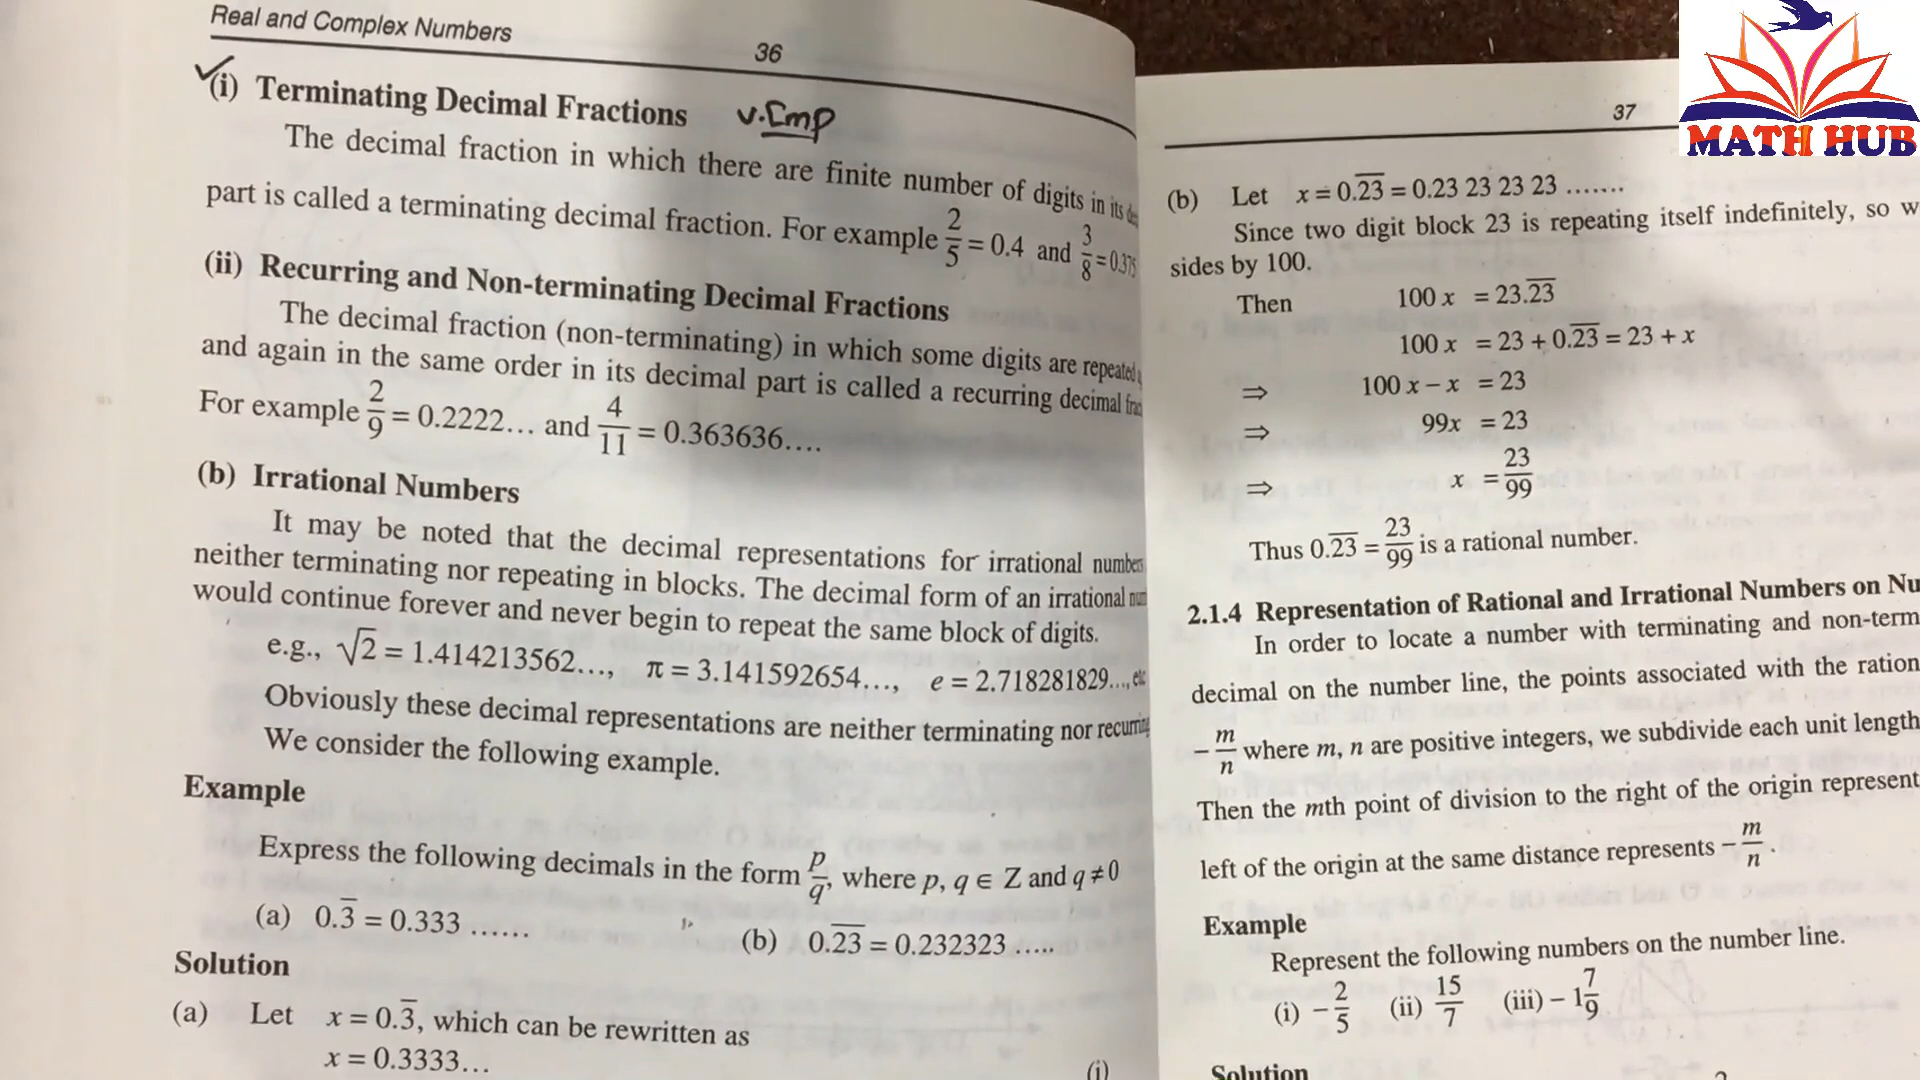 Real and Complex Numbers
36
(i) Terminating Decimal Fractions v.Imp
The decimal fraction in which there are finite number of digits in its
part is called a terminating decimal fraction. For example 2/5 = 0.4 and 3/8 = 0.375
(ii) Recurring and Non-terminating Decimal Fractions
The decimal fraction (non-terminating) in which some digits are repeated
and again in the same order in its decimal part is called a recurring decimal
For example 2/9 = 0.2222... and 4/11 = 0.363636....
(b) Irrational Numbers
It may be noted that the decimal representations for irrational numbers
neither terminating nor repeating in blocks. The decimal form of an irrational
would continue forever and never begin to repeat the same block of digits.
e.g., √2 = 1.414213562..., π = 3.141592654..., e = 2.718281829..., etc
Obviously these decimal representations are neither terminating nor recurring
We consider the following example.
Example
Express the following decimals in the form p/q, where p, q ∈ Z and q ≠ 0
(a) 0.3̅ = 0.333 ...... (b) 0.2̅3̅ = 0.232323 .....
Solution
(a) Let x = 0.3̅, which can be rewritten as
x = 0.3333... (i)
37
(b) Let x = 0.2̅3̅ = 0.23 23 23 23 .......
Since two digit block 23 is repeating itself indefinitely, so w
sides by 100.
Then 100 x = 23.2̅3̅
100 x = 23 + 0.2̅3̅ = 23 + x
⇒ 100 x – x = 23
⇒ 99x = 23
⇒ x = 23/99
Thus 0.2̅3̅ = 23/99 is a rational number.
2.1.4 Representation of Rational and Irrational Numbers on Nu
In order to locate a number with terminating and non-term
decimal on the number line, the points associated with the ration
– m/n where m, n are positive integers, we subdivide each unit length
Then the mth point of division to the right of the origin represent
left of the origin at the same distance represents – m/n .
Example
Represent the following numbers on the number line.
(i) – 2/5 (ii) 15/7 (iii) – 1 7/9
Solution
MATH HUB